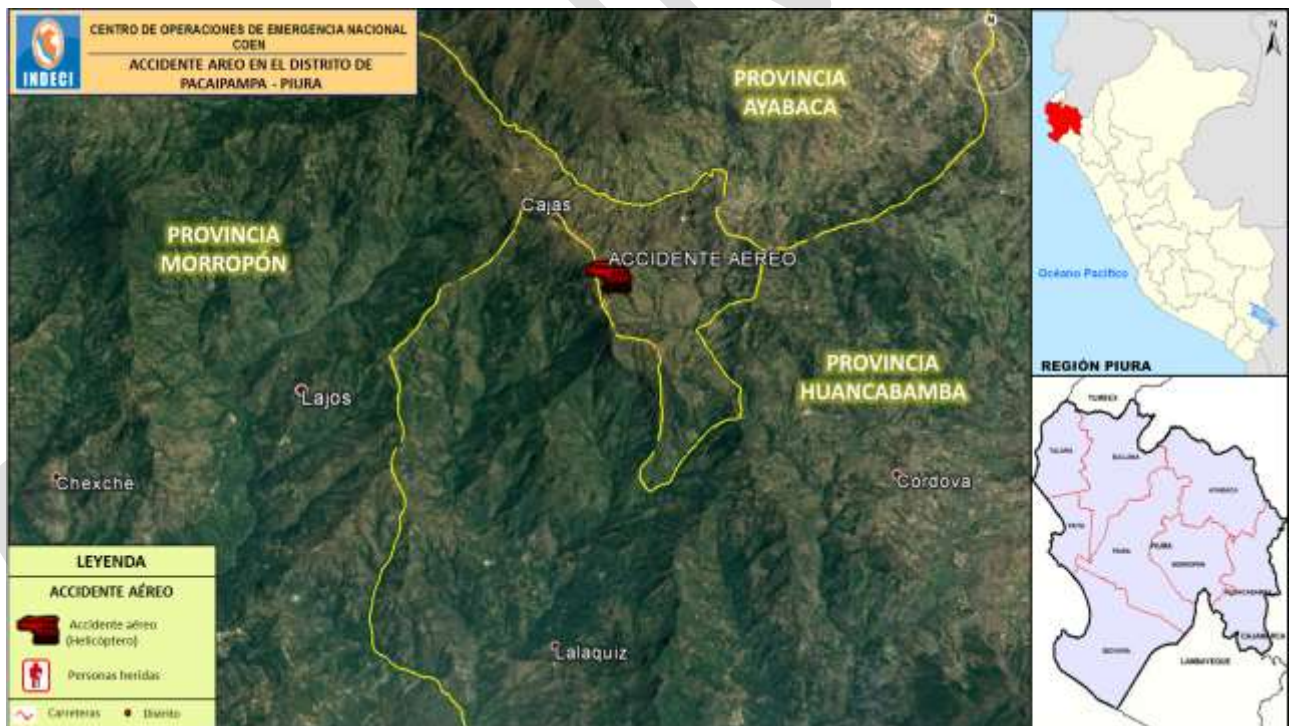 INDECI
CENTRO DE OPERACIONES DE EMERGENCIA NACIONAL
COEN
ACCIDENTE AREO EN EL DISTRITO DE
PACAIPAMPA - PIURA
N
PROVINCIA
AYABACA
Cajas
PROVINCIA
MORROPÓN
ACCIDENTE AÉREO
PROVINCIA
HUANCABAMBA
Lajos
Chexche
Córdova
Lalaquiz
LEYENDA
ACCIDENTE AÉREO
Accidente aéreo
(Helicóptero)
Personas heridas
Carreteras
Distrito
N
Océano Pacífico
REGIÓN PIURA
TUMBES
TALARA
SULLANA
AYABACA
PAITA
PIURA
PIURA
MORROPON
HUANCABAMBA
CAJAMARCA
SECHURA
LAMBAYEQUE